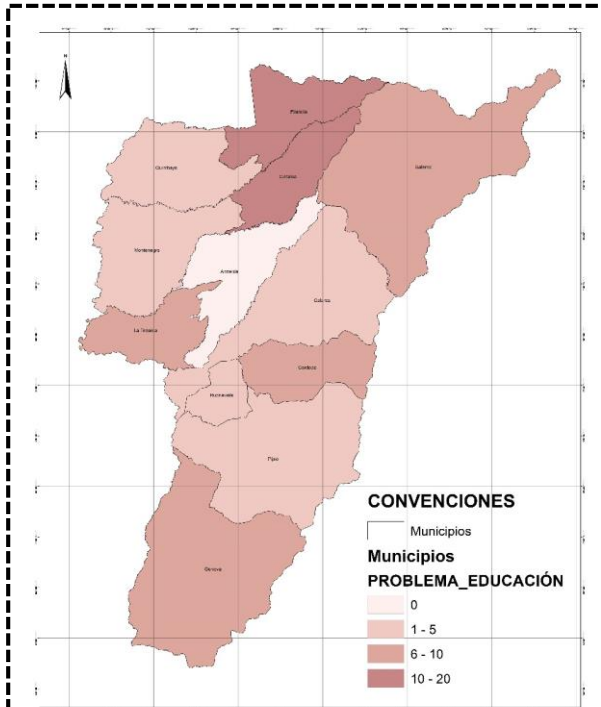 Filandia
Salento
Quimbaya
Circasia
Montenegro
Armenia
Calarca
La Tebaida
Cordoba
Buenavista
Pijao
Genova
CONVENCIONES
Municipios
Municipios
PROBLEMA_EDUCACIÓN
0
1 - 5
6 - 10
10 - 20